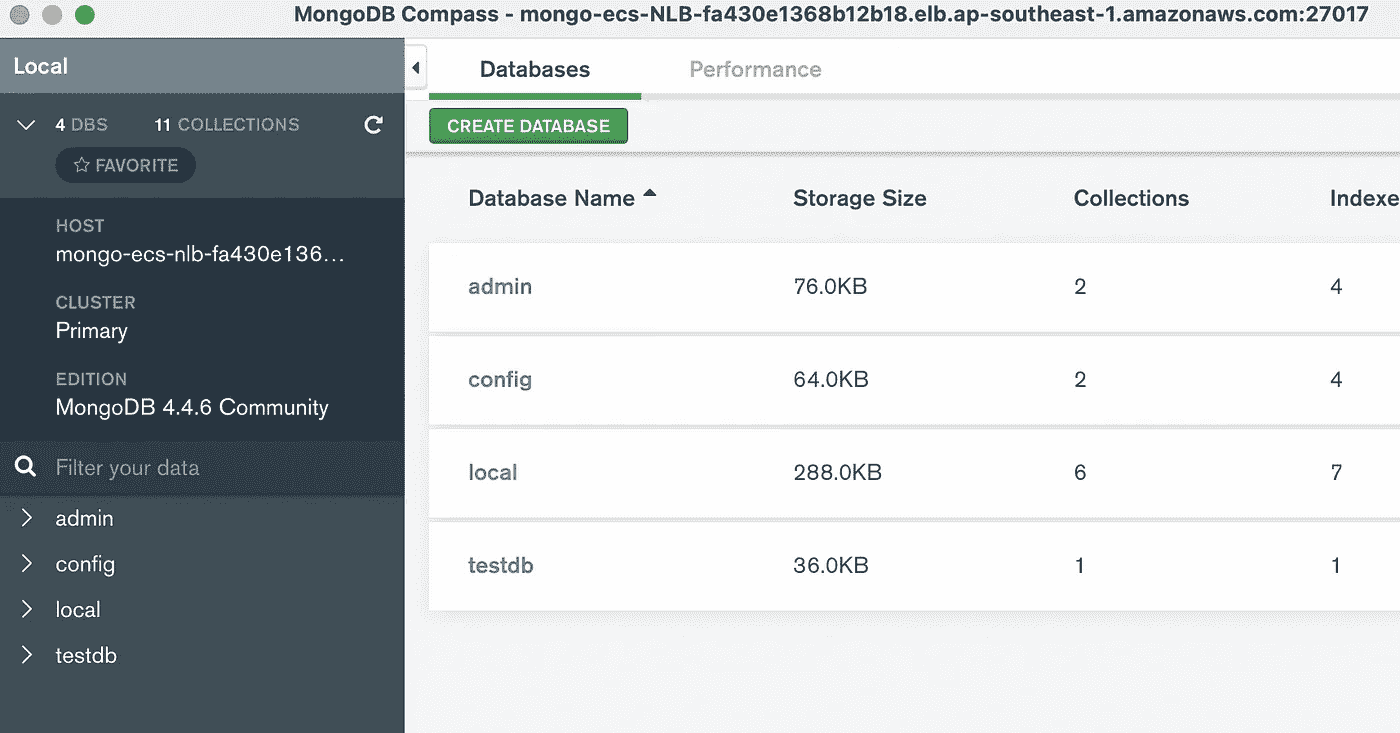 MongoDB Compass - mongo-ecs-NLB-fa430e1368b12b18.elb.ap-southeast-1.amazonaws.com:27017
Local
4 DBS 11 COLLECTIONS
FAVORITE
HOST
mongo-ecs-nlb-fa430e136...
CLUSTER
Primary
EDITION
MongoDB 4.4.6 Community
Filter your data
admin
config
local
testdb
Databases Performance
CREATE DATABASE
Database Name Storage Size Collections Indexe
admin 76.0KB 2 4
config 64.0KB 2 4
local 288.0KB 6 7
testdb 36.0KB 1 1